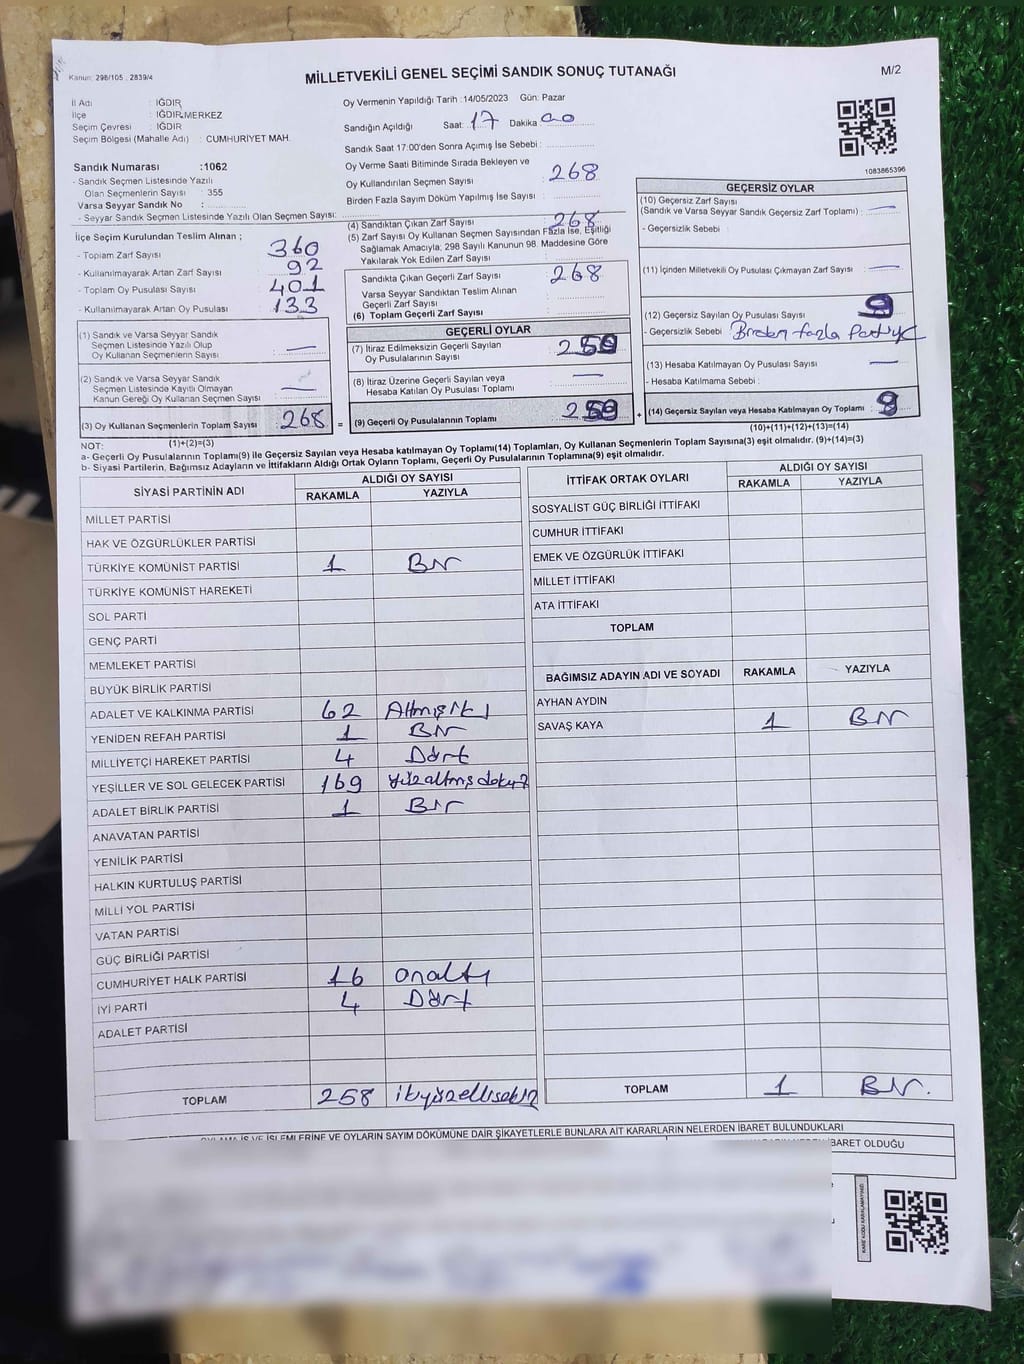 Kanun: 298/105 , 2839/4
MİLLETVEKİLİ GENEL SEÇİMİ SANDIK SONUÇ TUTANAĞI
M/2
İl Adı : IĞDIR
İlçe : IĞDIR MERKEZ
Seçim Çevresi : IĞDIR
Seçim Bölgesi (Mahalle Adı) : CUMHURİYET MAH.
Oy Vermenin Yapıldığı Tarih :14/05/2023 Gün: Pazar
Sandığın Açıldığı Saat: 17 Dakika 00
Sandık Saat 17:00'den Sonra Açımış İse Sebebi :
Oy Verme Saati Bitiminde Sırada Bekleyen ve
Oy Kullandırılan Seçmen Sayısı 268
Birden Fazla Sayım Döküm Yapılmış İse Sayısı :
Sandık Numarası :1062
- Sandık Seçmen Listesinde Yazılı
Olan Seçmenlerin Sayısı : 355
Varsa Seyyar Sandık No :
- Seyyar Sandık Seçmen Listesinde Yazılı Olan Seçmen Sayısı:
1083865396
İlçe Seçim Kurulundan Teslim Alınan ;
- Toplam Zarf Sayısı : 360
- Kullanılmayarak Artan Zarf Sayısı : 92
- Toplam Oy Pusulası Sayısı : 401
- Kullanılmayarak Artan Oy Pusulası : 133
(1) Sandık ve Varsa Seyyar Sandık
Seçmen Listesinde Yazılı Olup
Oy Kullanan Seçmenlerin Sayısı : —
(2) Sandık ve Varsa Seyyar Sandık
Seçmen Listesinde Kayıtlı Olmayan
Kanun Gereği Oy Kullanan Seçmen Sayısı : —
(3) Oy Kullanan Seçmenlerin Toplam Sayısı : 268 =
(1)+(2)=(3)
(4) Sandıktan Çıkan Zarf Sayısı : 268
(5) Zarf Sayısı Oy Kullanan Seçmen Sayısından Fazla İse, Eşitliği
Sağlamak Amacıyla; 298 Sayılı Kanunun 98. Maddesine Göre
Yakılarak Yok Edilen Zarf Sayısı :
Sandıkta Çıkan Geçerli Zarf Sayısı : 268
Varsa Seyyar Sandıktan Teslim Alınan
Geçerli Zarf Sayısı :
(6) Toplam Geçerli Zarf Sayısı :
GEÇERLİ OYLAR
(7) İtiraz Edilmeksizin Geçerli Sayılan
Oy Pusulalarının Sayısı :
(8) İtiraz Üzerine Geçerli Sayılan veya
Hesaba Katılan Oy Pusulası Toplamı : —
(9) Geçerli Oy Pusulalarının Toplamı : +
GEÇERSİZ OYLAR
(10) Geçersiz Zarf Sayısı
(Sandık ve Varsa Seyyar Sandık Geçersiz Zarf Toplamı) : —
- Geçersizlik Sebebi :
(11) İçinden Milletvekili Oy Pusulası Çıkmayan Zarf Sayısı : —
(12) Geçersiz Sayılan Oy Pusulası Sayısı : 9
- Geçersizlik Sebebi : Birden fazla
(13) Hesaba Katılmayan Oy Pusulası Sayısı : —
- Hesaba Katılmama Sebebi :
(14) Geçersiz Sayılan veya Hesaba Katılmayan Oy Toplamı : 9
(10)+(11)+(12)+(13)=(14)
NOT:
a- Geçerli Oy Pusulalarının Toplamı(9) ile Geçersiz Sayılan veya Hesaba katılmayan Oy Toplamı(14) Toplamları, Oy Kullanan Seçmenlerin Toplam Sayısına(3) eşit olmalıdır. (9)+(14)=(3)
b- Siyasi Partilerin, Bağımsız Adayların ve İttifakların Aldığı Ortak Oyların Toplamı, Geçerli Oy Pusulalarının Toplamına(9) eşit olmalıdır.
SİYASİ PARTİNİN ADI ALDIĞI OY SAYISI
RAKAMLA YAZIYLA
MİLLET PARTİSİ
HAK VE ÖZGÜRLÜKLER PARTİSİ
TÜRKİYE KOMÜNİST PARTİSİ 1 Bir
TÜRKİYE KOMÜNİST HAREKETİ
SOL PARTİ
GENÇ PARTİ
MEMLEKET PARTİSİ
BÜYÜK BİRLİK PARTİSİ
ADALET VE KALKINMA PARTİSİ 62 Altmışiki
YENİDEN REFAH PARTİSİ 1 Bir
MİLLİYETÇİ HAREKET PARTİSİ 4 Dört
YEŞİLLER VE SOL GELECEK PARTİSİ 169 yüzaltmışdokuz
ADALET BİRLİK PARTİSİ 1 Bir
ANAVATAN PARTİSİ
YENİLİK PARTİSİ
HALKIN KURTULUŞ PARTİSİ
MİLLİ YOL PARTİSİ
VATAN PARTİSİ
GÜÇ BİRLİĞİ PARTİSİ
CUMHURİYET HALK PARTİSİ 16 onaltı
İYİ PARTİ 4 Dört
ADALET PARTİSİ
TOPLAM 258 ikiyüzellisekiz
İTTİFAK ORTAK OYLARI ALDIĞI OY SAYISI
RAKAMLA YAZIYLA
SOSYALİST GÜÇ BİRLİĞİ İTTİFAKI
CUMHUR İTTİFAKI
EMEK VE ÖZGÜRLÜK İTTİFAKI
MİLLET İTTİFAKI
ATA İTTİFAKI
TOPLAM
BAĞIMSIZ ADAYIN ADI VE SOYADI RAKAMLA YAZIYLA
AYHAN AYDIN
SAVAŞ KAYA 1 Bir
TOPLAM 1 Bir.
OYLAMA İŞ VE İŞLEMLERİNE VE OYLARIN SAYIM DÖKÜMÜNE DAİR ŞİKAYETLERLE BUNLARA AİT KARARLARIN NELERDEN İBARET BULUNDUKLARI
İBARET OLDUĞU